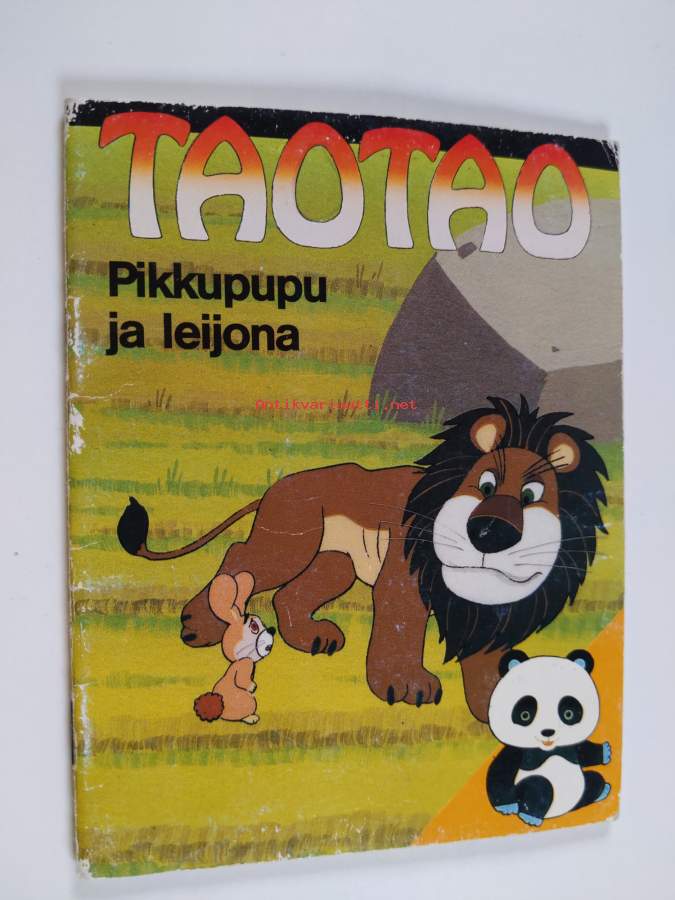 TAOTAO
Pikkupupu
ja leijona
Antikvariaatti.net